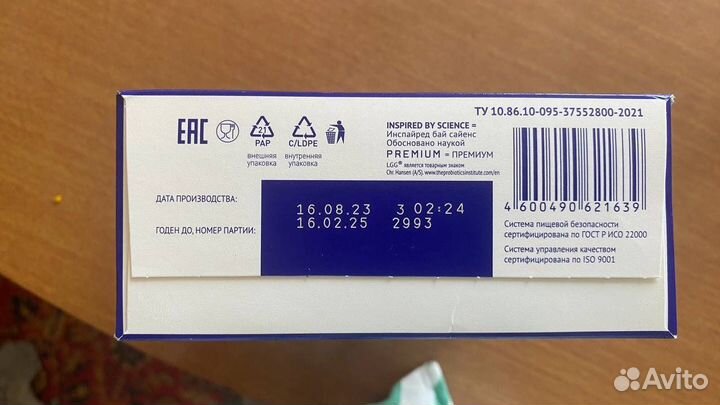 ТУ 10.86.10-095-37552800-2021
EAC
21
PAP
внешняя
упаковка
C/LDPE
внутренняя
упаковка
INSPIRED BY SCIENCE =
Инспайред бай сайенс
Обосновано наукой
PREMIUM = ПРЕМИУМ
LGG® является товарным знаком
Chr. Hansen (A/S). www.theprobioticsinstitute.com/en
4 600490 621639
ДАТА ПРОИЗВОДСТВА:
16.08.23 3 02:24
ГОДЕН ДО, НОМЕР ПАРТИИ:
16.02.25 2993
Система пищевой безопасности
сертифицирована по ГОСТ Р ИСО 22000
Система управления качеством
сертифицирована по ISO 9001
Avito